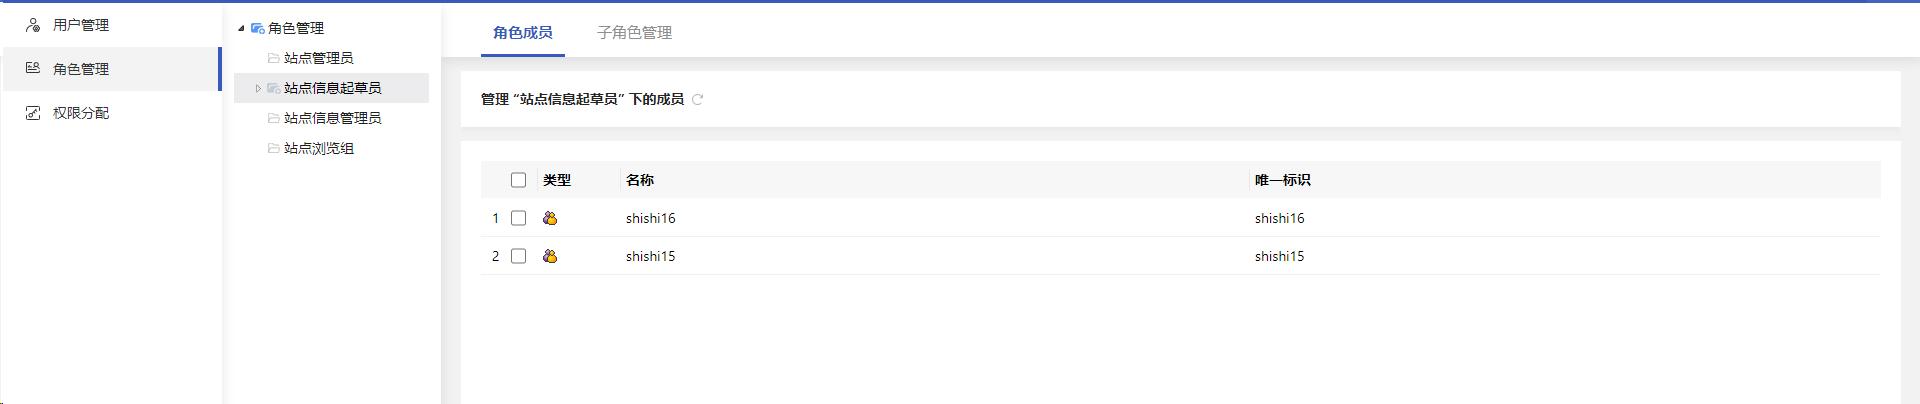 用户管理
角色管理
权限分配
角色管理
站点管理员
站点信息起草员
站点信息管理员
站点浏览组
角色成员 子角色管理
管理 “站点信息起草员” 下的成员
类型 名称 唯一标识
1 shishi16 shishi16
2 shishi15 shishi15